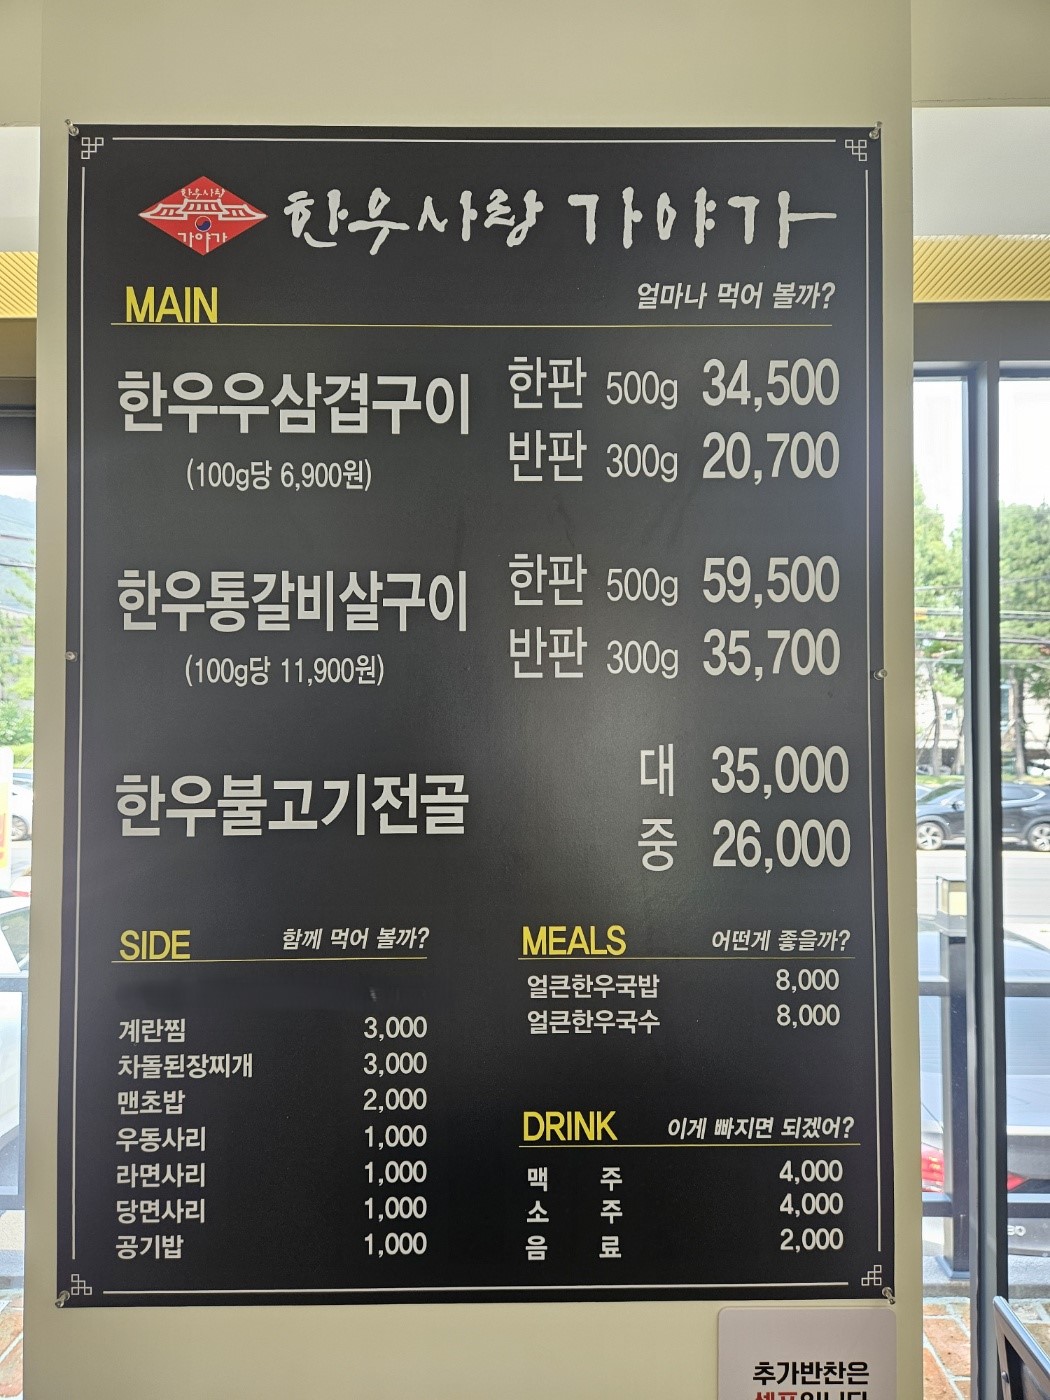 한우사랑
가야가
한우사랑 가야가
MAIN 얼마나 먹어 볼까?
한우우삼겹구이 한판 500g 34,500
(100g당 6,900원) 반판 300g 20,700
한우통갈비살구이 한판 500g 59,500
(100g당 11,900원) 반판 300g 35,700
한우불고기전골 대 35,000
중 26,000
SIDE 함께 먹어 볼까?
계란찜 3,000
차돌된장찌개 3,000
맨초밥 2,000
우동사리 1,000
라면사리 1,000
당면사리 1,000
공기밥 1,000
MEALS 어떤게 좋을까?
얼큰한우국밥 8,000
얼큰한우국수 8,000
DRINK 이게 빠지면 되겠어?
맥 주 4,000
소 주 4,000
음 료 2,000
추가반찬은
셀프입니다